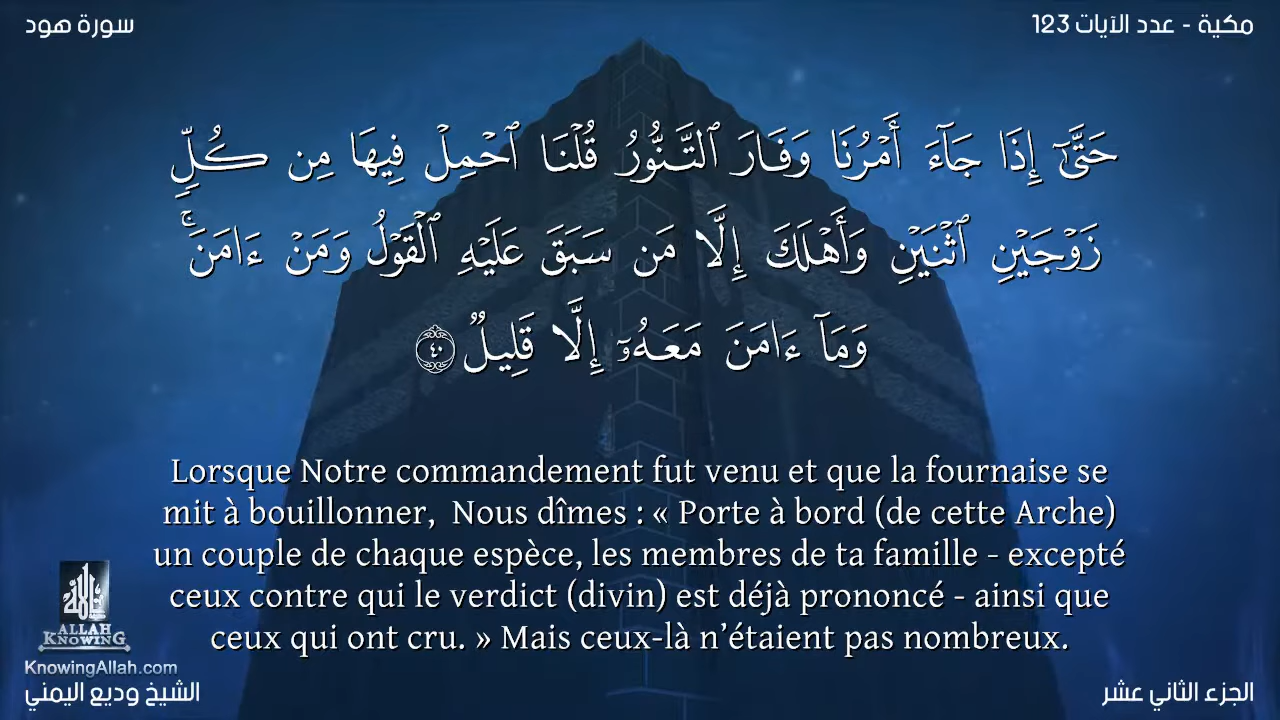 سورة هود
مكية - عدد الآيات 123
حَتَّىٰٓ إِذَا جَآءَ أَمْرُنَا وَفَارَ ٱلتَّنُّورُ قُلْنَا ٱحْمِلْ فِيهَا مِن كُلٍّ
زَوْجَيْنِ ٱثْنَيْنِ وَأَهْلَكَ إِلَّا مَن سَبَقَ عَلَيْهِ ٱلْقَوْلُ وَمَنْ ءَامَنَ ۚ
وَمَآ ءَامَنَ مَعَهُۥٓ إِلَّا قَلِيلٌ ٤٠
Lorsque Notre commandement fut venu et que la fournaise se
mit à bouillonner,  Nous dîmes : « Porte à bord (de cette Arche)
un couple de chaque espèce, les membres de ta famille - excepté
ceux contre qui le verdict (divin) est déjà prononcé - ainsi que
ceux qui ont cru. » Mais ceux-là n’étaient pas nombreux.
ALLAH
KNOWING
KnowingAllah.com
الشيخ وديع اليمني
الجزء الثاني عشر